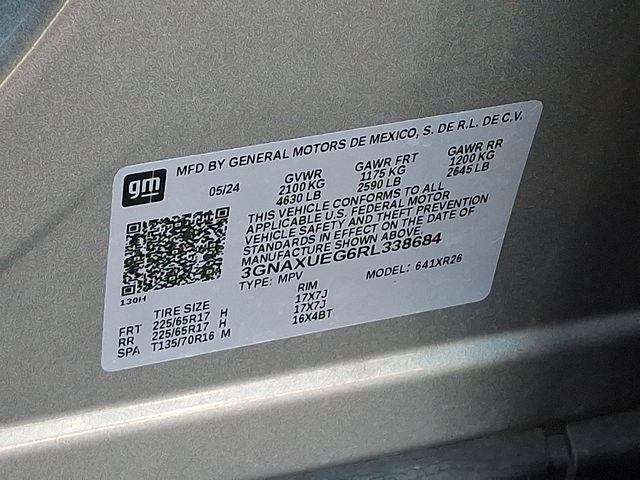 gm
MFD BY GENERAL MOTORS DE MEXICO, S. DE R.L. DE C.V.
05/24 GVWR GAWR FRT GAWR RR
2100 KG 1175 KG 1200 KG
4630 LB 2590 LB 2645 LB
THIS VEHICLE CONFORMS TO ALL
APPLICABLE U.S. FEDERAL MOTOR
VEHICLE SAFETY AND THEFT PREVENTION
STANDARDS IN EFFECT ON THE DATE OF
MANUFACTURE SHOWN ABOVE.
3GNAXUEG6RL338684
TYPE: MPV MODEL: 641XR26
130H
TIRE SIZE RIM
FRT 225/65R17 H 17X7J
RR 225/65R17 H 17X7J
SPA T135/70R16 M 16X4BT